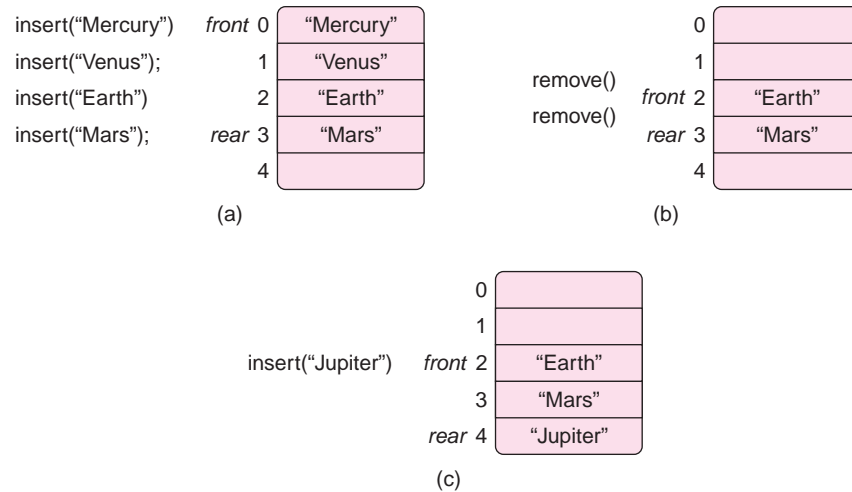 insert(“Mercury”) front 0 “Mercury”
insert(“Venus”); 1 “Venus”
insert(“Earth”) 2 “Earth”
insert(“Mars”); rear 3 “Mars”
4
(a)
0
1
remove()
front 2 “Earth”
remove()
rear 3 “Mars”
4
(b)
0
1
insert(“Jupiter”) front 2 “Earth”
3 “Mars”
rear 4 “Jupiter”
(c)